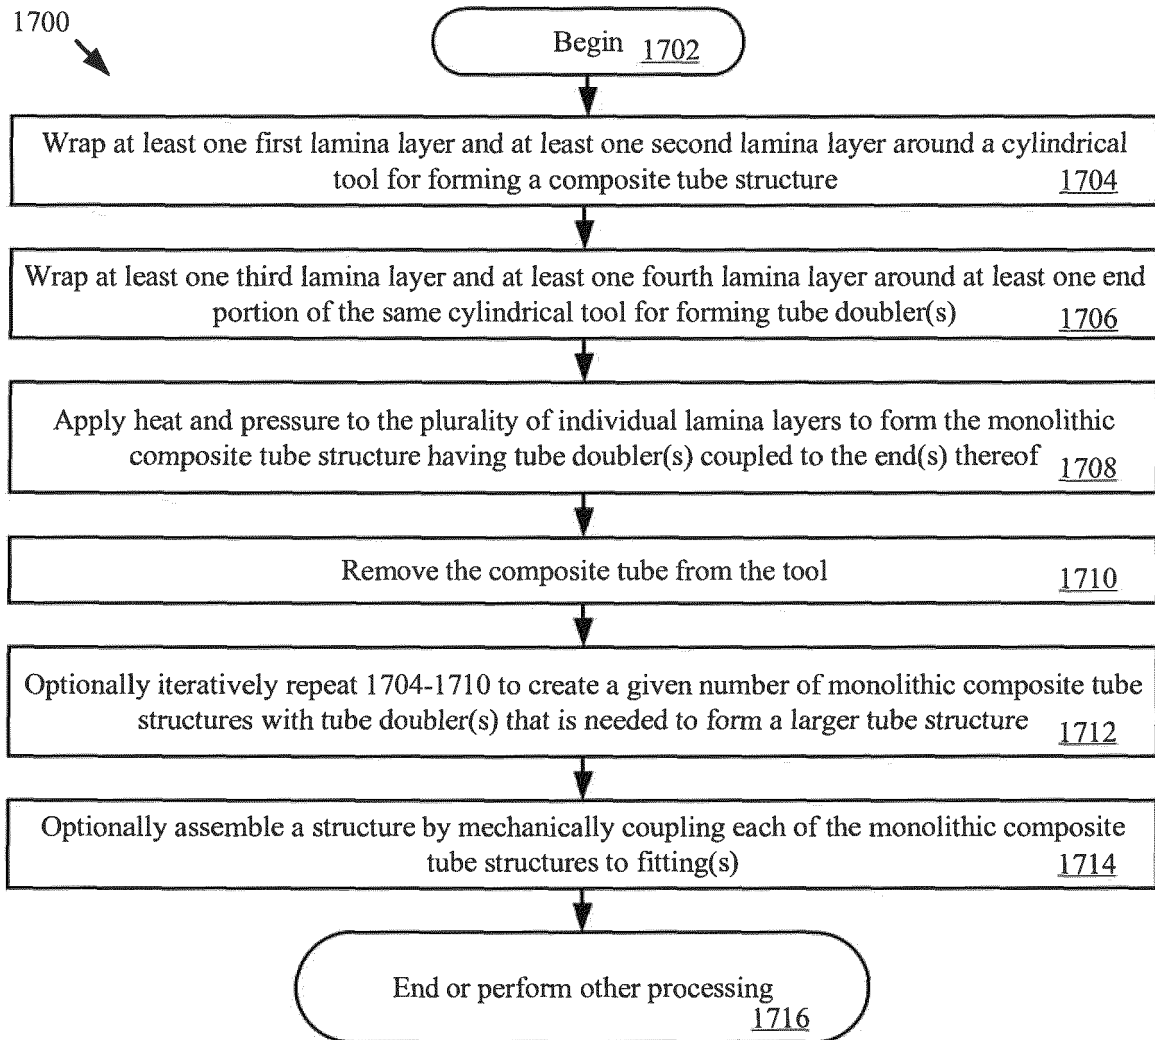 1700
Begin 1702
Wrap at least one first lamina layer and at least one second lamina layer around a cylindrical
tool for forming a composite tube structure 1704
Wrap at least one third lamina layer and at least one fourth lamina layer around at least one end
portion of the same cylindrical tool for forming tube doubler(s) 1706
Apply heat and pressure to the plurality of individual lamina layers to form the monolithic
composite tube structure having tube doubler(s) coupled to the end(s) thereof 1708
Remove the composite tube from the tool 1710
Optionally iteratively repeat 1704-1710 to create a given number of monolithic composite tube
structures with tube doubler(s) that is needed to form a larger tube structure 1712
Optionally assemble a structure by mechanically coupling each of the monolithic composite
tube structures to fitting(s) 1714
End or perform other processing
1716